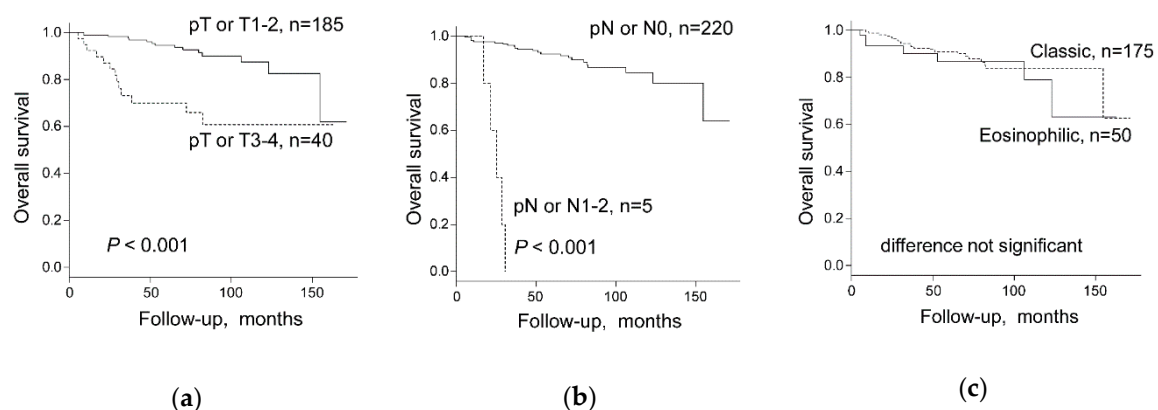 pT or T1-2, n=185
1.0
0.8
0.6
0.4
0.2
0.0
Overall survival
pT or T3-4, n=40
P < 0.001
0 50 100 150
Follow-up, months
(a)
pN or N0, n=220
1.0
0.8
0.6
0.4
0.2
0.0
Overall survival
pN or N1-2, n=5
P < 0.001
0 50 100 150
Follow-up, months
(b)
1.0
0.8
0.6
0.4
0.2
0.0
Overall survival
Classic, n=175
Eosinophilic, n=50
difference not significant
0 50 100 150
Follow-up, months
(c)